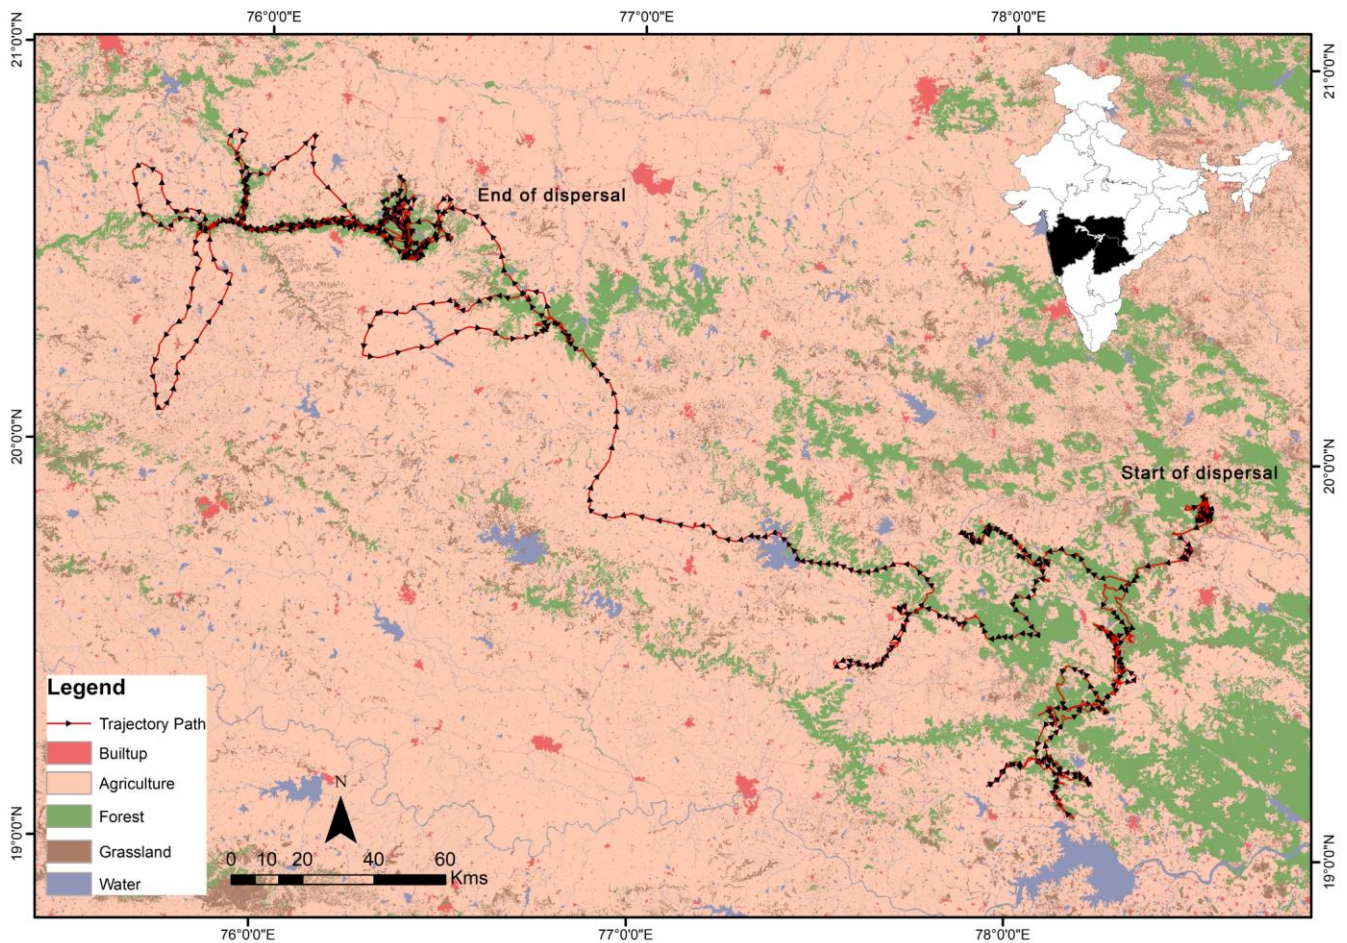 76°0'0"E 77°0'0"E 78°0'0"E
21°0'0"N
21°0'0"N
End of dispersal
20°0'0"N
20°0'0"N
Start of dispersal
Legend
Trajectory Path
Builtup
Agriculture
Forest
Grassland
Water
N
0 10 20 40 60
Kms
19°0'0"N
19°0'0"N
76°0'0"E 77°0'0"E 78°0'0"E